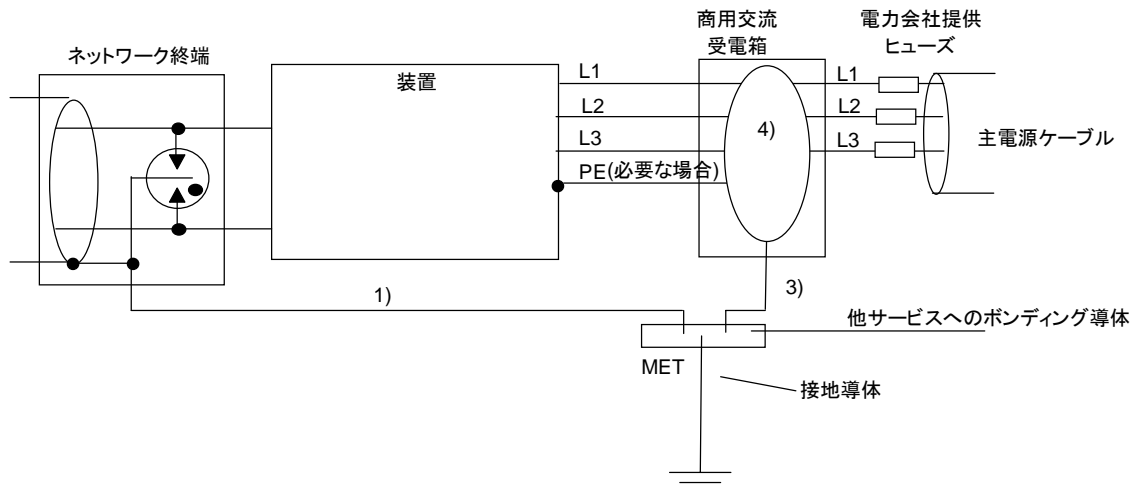 商用交流
受電箱
電力会社提供
ヒューズ
ネットワーク終端
装置
L1
L2
L3
PE(必要な場合)
4)
L1
L2
L3
主電源ケーブル
1)
3)
他サービスへのボンディング導体
MET
接地導体